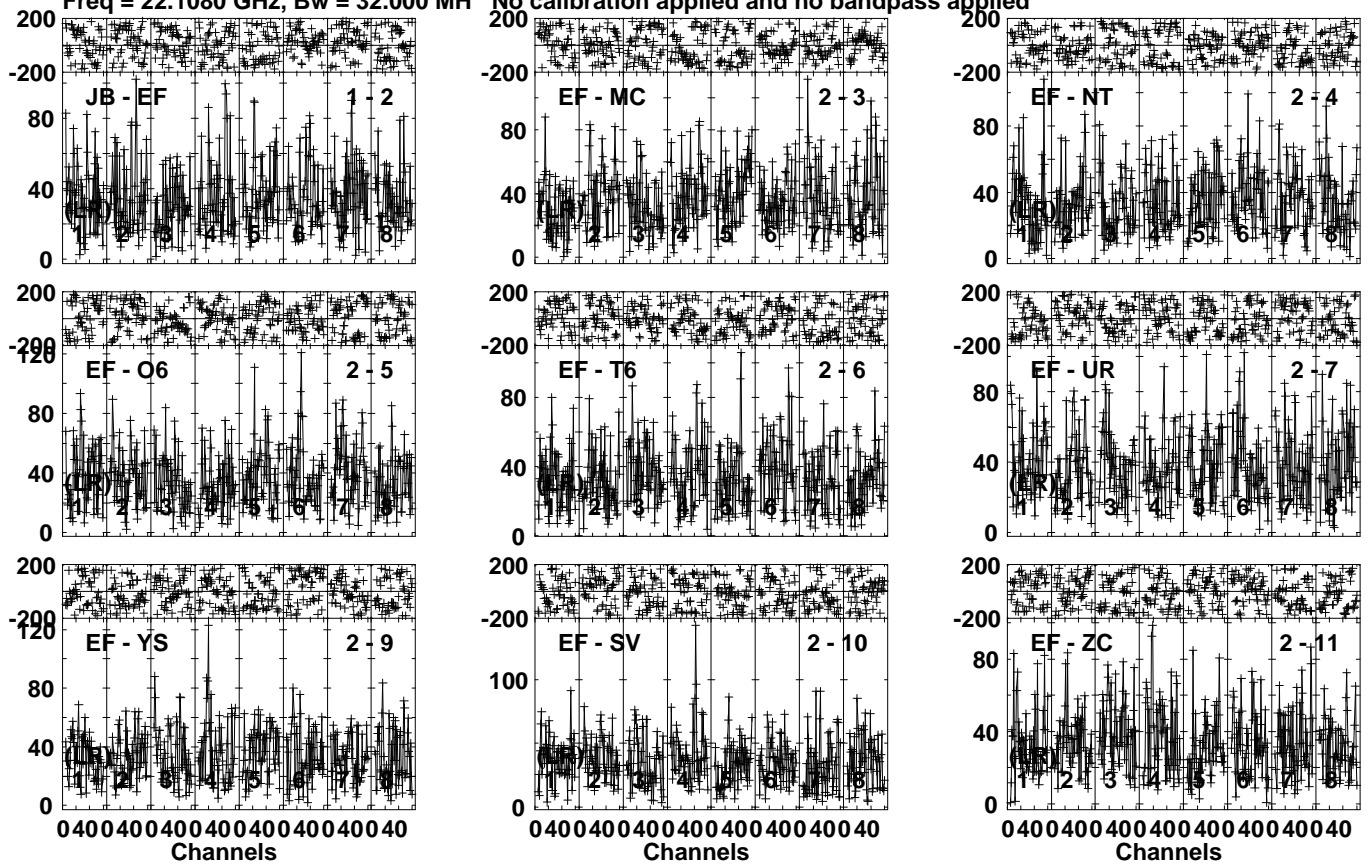 Freq = 22.1080 GHz, Bw = 32.000 MH No calibration applied and no bandpass applied
200 200 200
-200 -200 -200
JB - EF 1 - 2 EF - MC 2 - 3 EF - NT 2 - 4
80 80 80
40 40 40
(LR) (LR) (LR)
1 2 3 4 5 6 7 8 1 2 3 4 5 6 7 8 1 2 3 4 5 6 7 8
0 0 0
200 200 200
-200 -200 -200
120
EF - O6 2 - 5 EF - T6 2 - 6 EF - UR 2 - 7
80 80 80
40 40 40
(LR) (LR) (LR)
1 2 3 4 5 6 7 8 1 2 3 4 5 6 7 8 1 2 3 4 5 6 7 8
0 0 0
200 200 200
-200 -200 -200
120
EF - YS 2 - 9 EF - SV 2 - 10 EF - ZC 2 - 11
80 100 80
40 40
(LR) (LR) (LR)
1 2 3 4 5 6 7 8 1 2 3 4 5 6 7 8 1 2 3 4 5 6 7 8
0 0 0
0 40 0 40 0 40 0 40 0 40 0 40 0 40 40 0 40 0 40 0 40 0 40 0 40 0 40 0 40 40 0 40 0 40 0 40 0 40 0 40 0 40 0 40 40
Channels Channels Channels